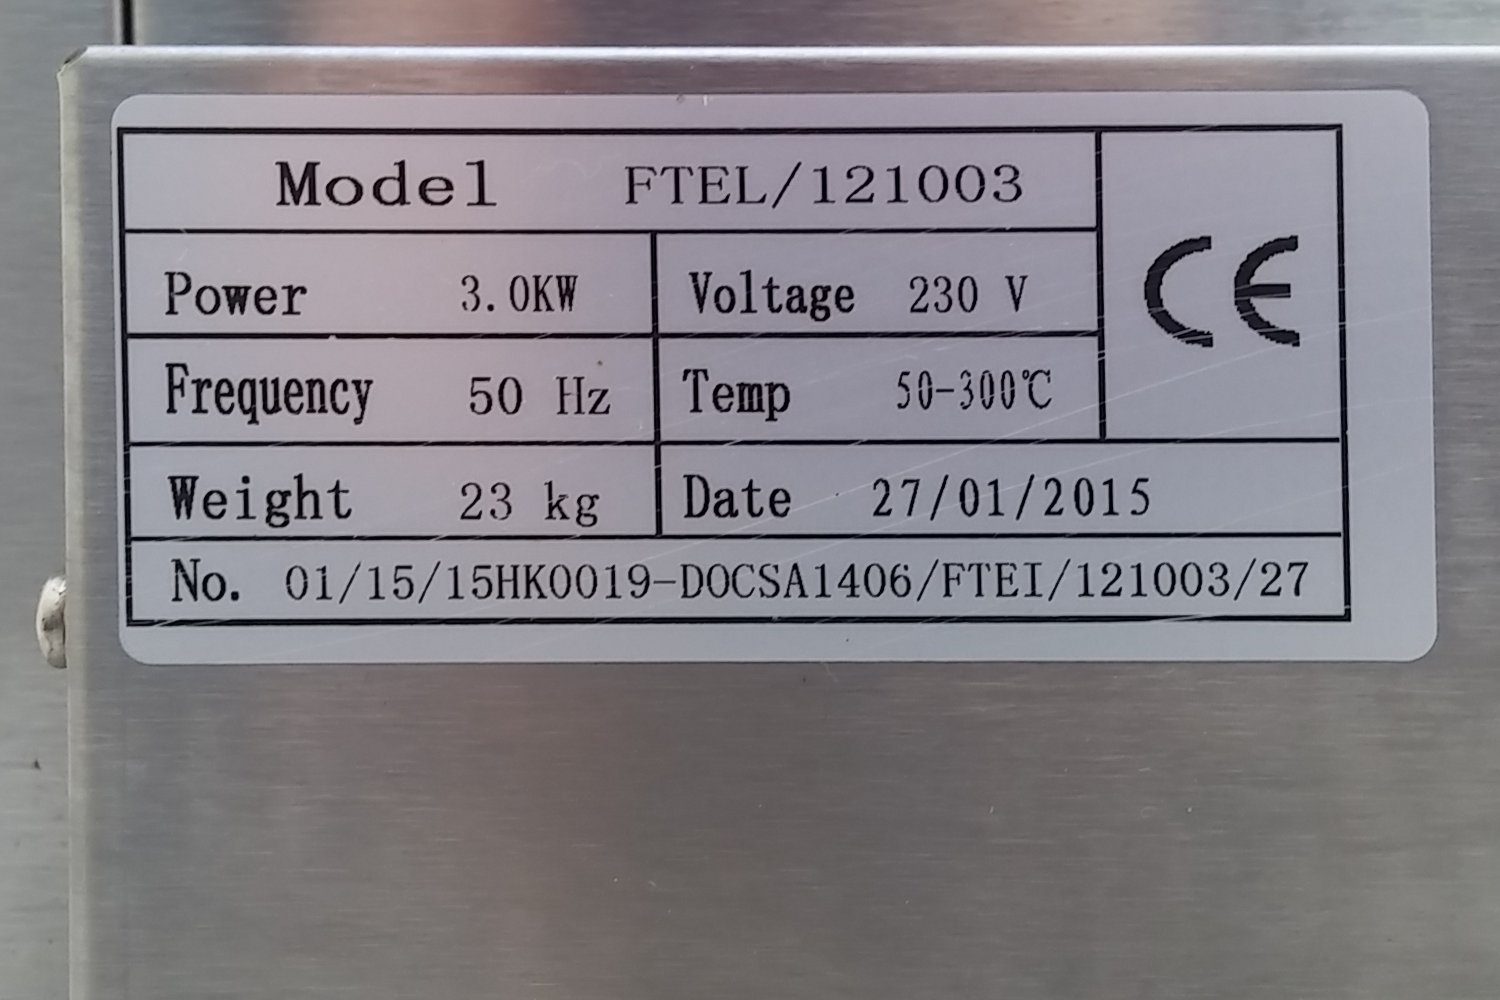 Model FTEL/121003
CE
Power 3.0KW Voltage 230 V
Frequency 50 Hz Temp 50-300℃
Weight 23 kg Date 27/01/2015
No. 01/15/15HK0019-DOCSA1406/FTEI/121003/27